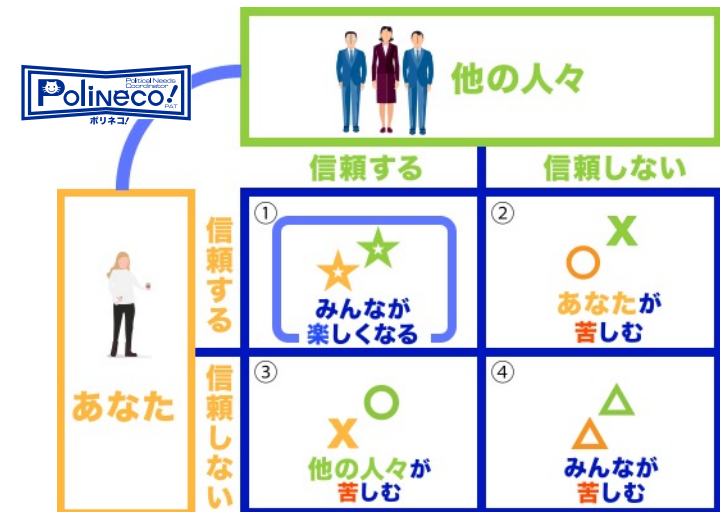 Polineco!
Political Needs
Coordinator
PAT
ポリネコ!
他の人々
信頼する
信頼しない
あなた
信頼する
信頼しない
①
みんなが
楽しくなる
②
X
あなたが
苦しむ
③
X
他の人々が
苦しむ
④
みんなが
苦しむ